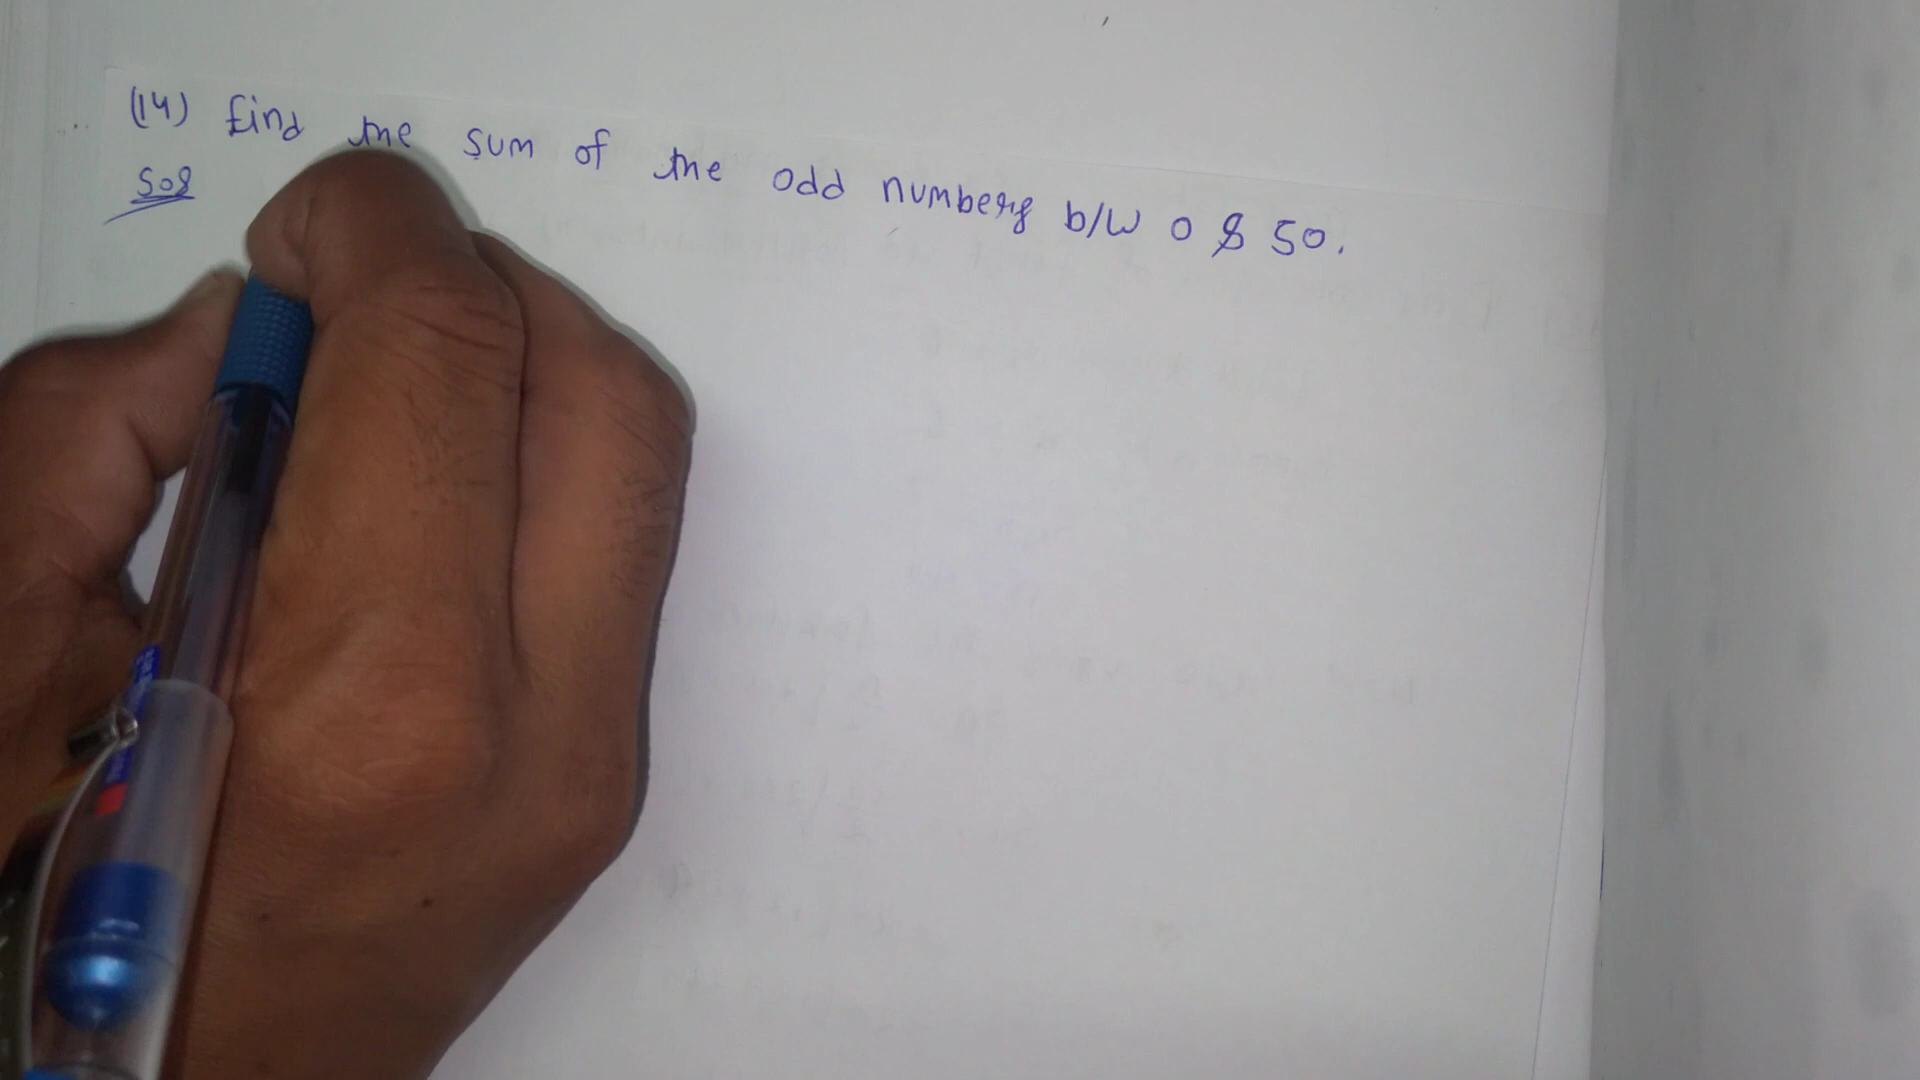 (14) find the sum of the odd numbers b/w 0 & 50.
Sol